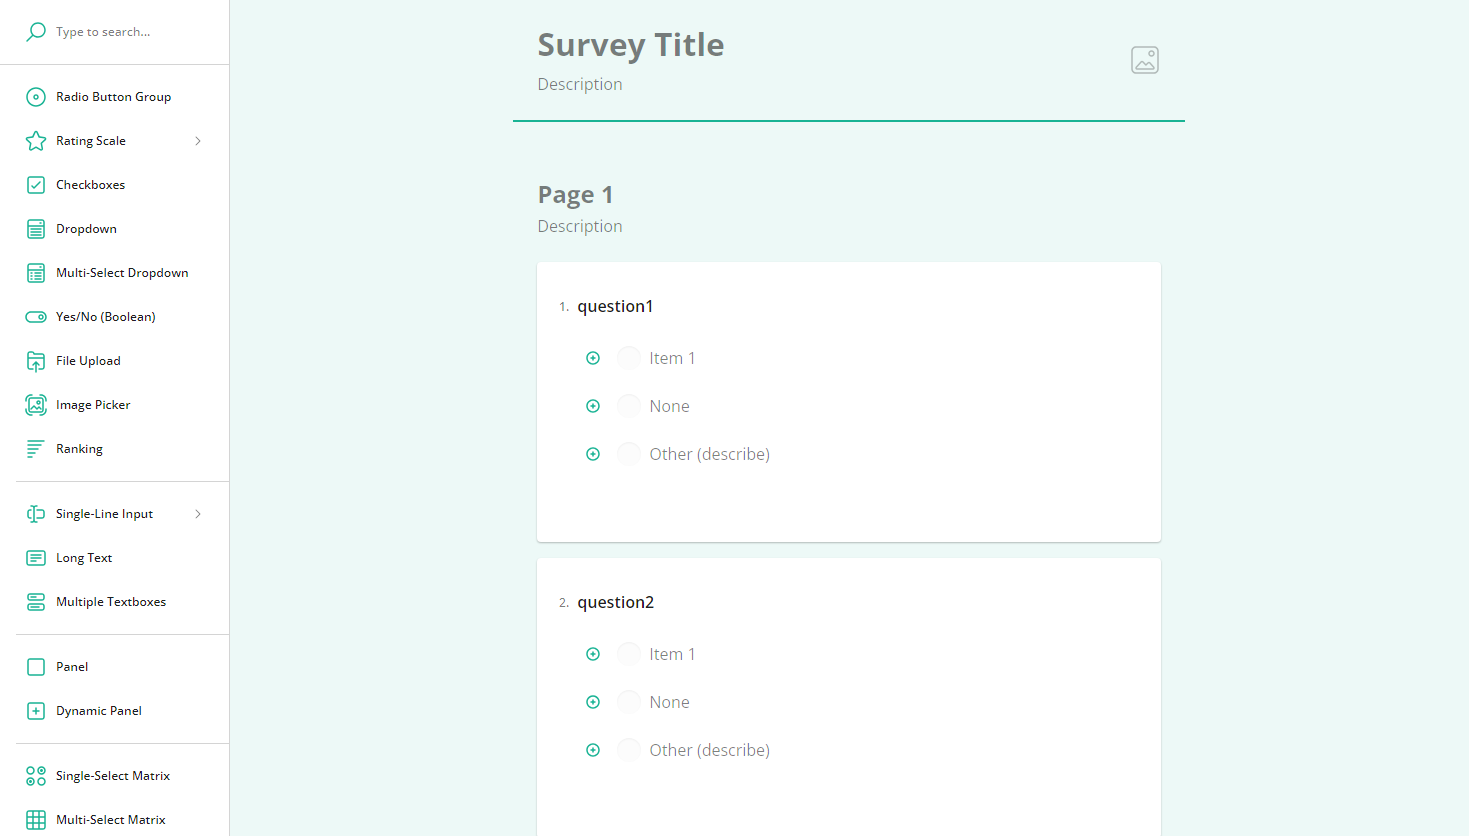 Type to search...
Radio Button Group
Rating Scale
Checkboxes
Dropdown
Multi-Select Dropdown
Yes/No (Boolean)
File Upload
Image Picker
Ranking
Single-Line Input
Long Text
Multiple Textboxes
Panel
Dynamic Panel
Single-Select Matrix
Multi-Select Matrix
Survey Title
Description
Page 1
Description
1. question1
Item 1
None
Other (describe)
2. question2
Item 1
None
Other (describe)